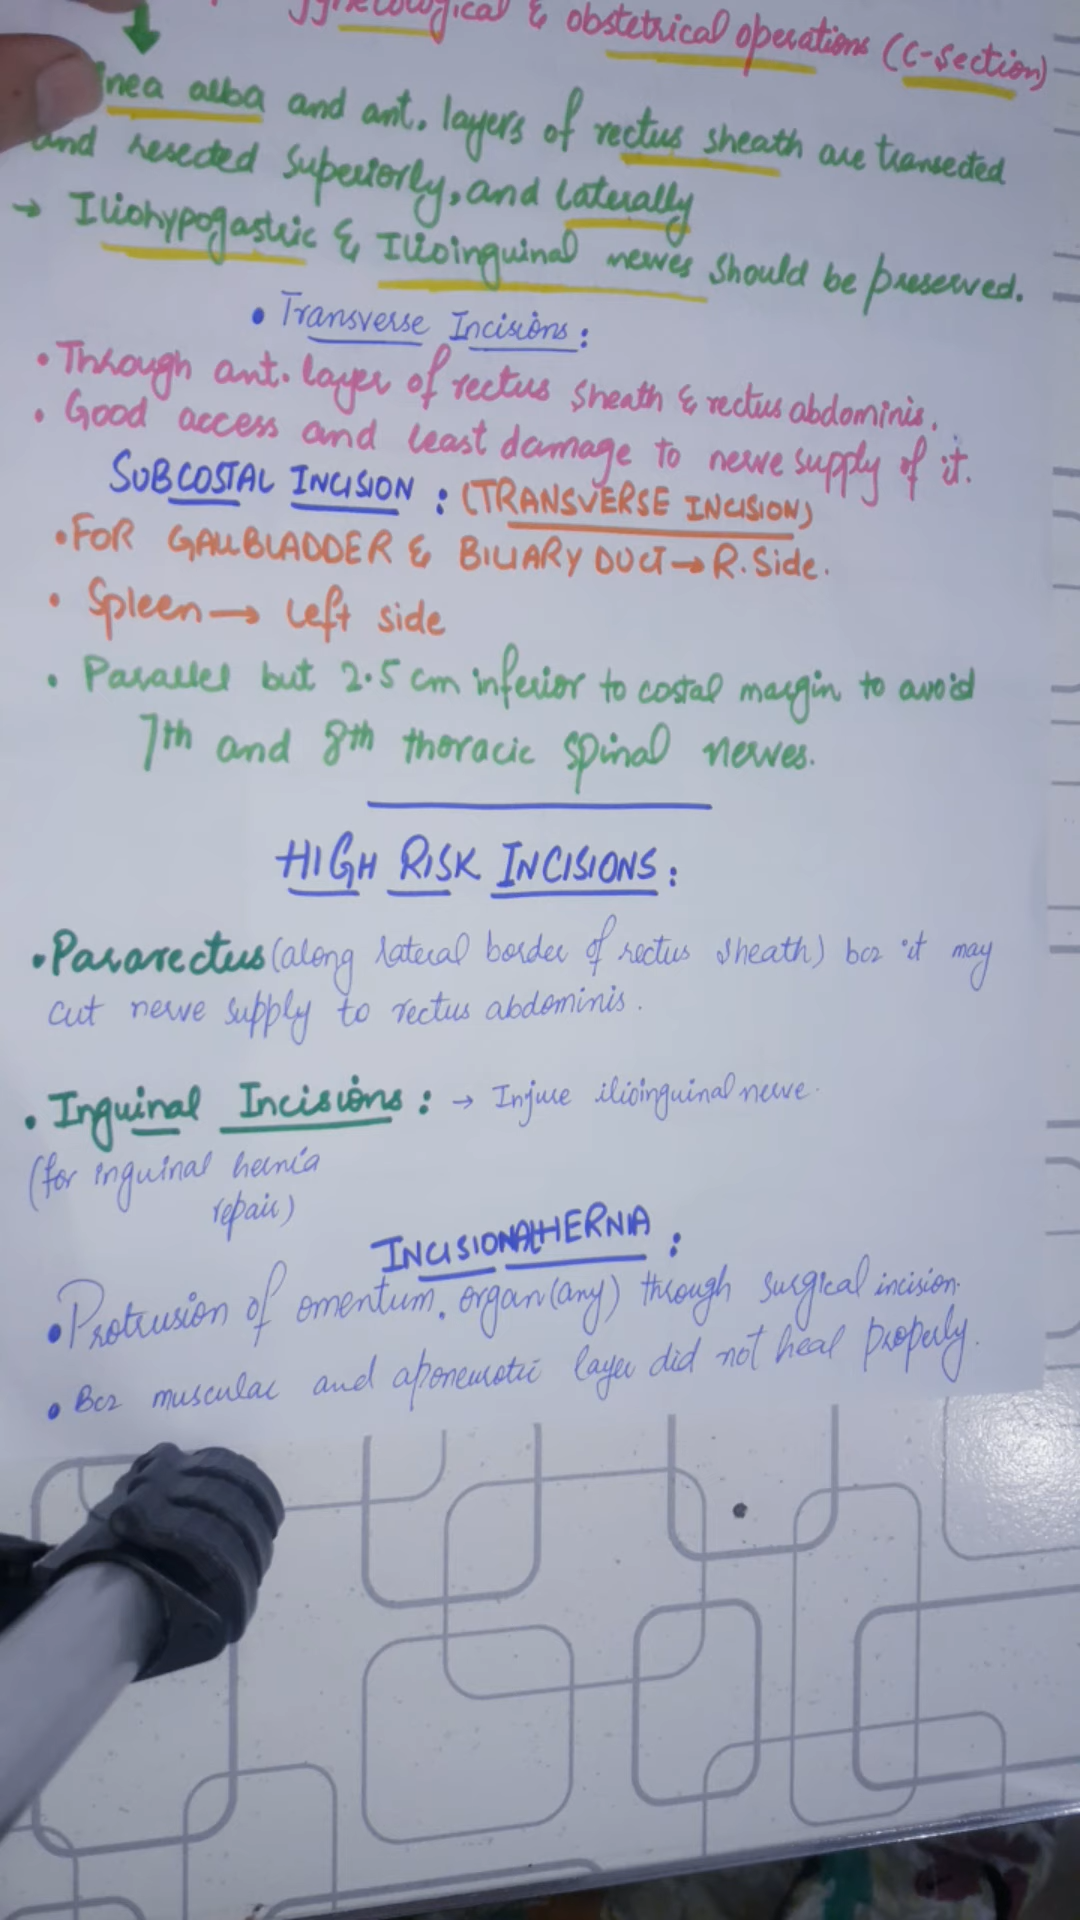 gynecological & obstetrical operations (C-section)
inea alba and ant. layers of rectus sheath are transected
and resected superiorly, and laterally
→ Iliohypogastric & Ilioinguinal nerves should be preserved.
• Transverse Incisions:
• Through ant. layer of rectus sheath & rectus abdominis.
• Good access and least damage to nerve supply of it.
SUBCOSTAL INCISION : (TRANSVERSE INCISION)
• FOR GALLBLADDER & BILIARY DUCT → R. Side.
• Spleen → Left side
• Parallel but 2.5 cm inferior to costal margin to avoid
7th and 8th thoracic spinal nerves.
HIGH RISK INCISIONS:
• Pararectus (along lateral border of rectus sheath) bcz it may
cut nerve supply to rectus abdominis.
• Inguinal Incisions: → Injure ilioinguinal nerve.
(for inguinal hernia
repair)
INCISIONAL HERNIA :
• Protrusion of omentum, organ (any) through surgical incision.
• Bcz muscular and aponeurotic layer did not heal properly.